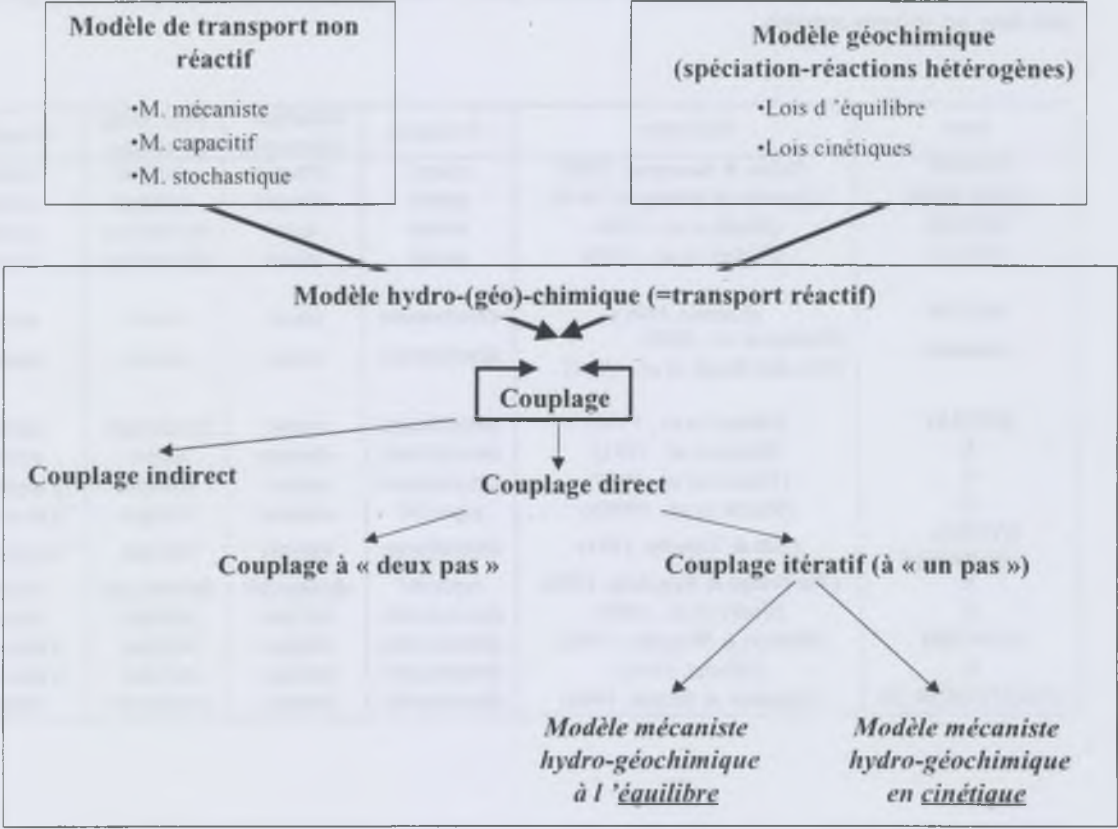 Modèle de transport non
réactif
•M. mécaniste
•M. capacitif
•M. stochastique
Modèle géochimique
(spéciation-réactions hétérogènes)
•Lois d 'équilibre
•Lois cinétiques
Modèle hydro-(géo)-chimique (=transport réactif)
Couplage
Couplage indirect
Couplage direct
Couplage à « deux pas »
Couplage itératif (à « un pas »)
Modèle mécaniste
hydro-géochimique
à l 'équilibre
Modèle mécaniste
hydro-géochimique
en cinétique